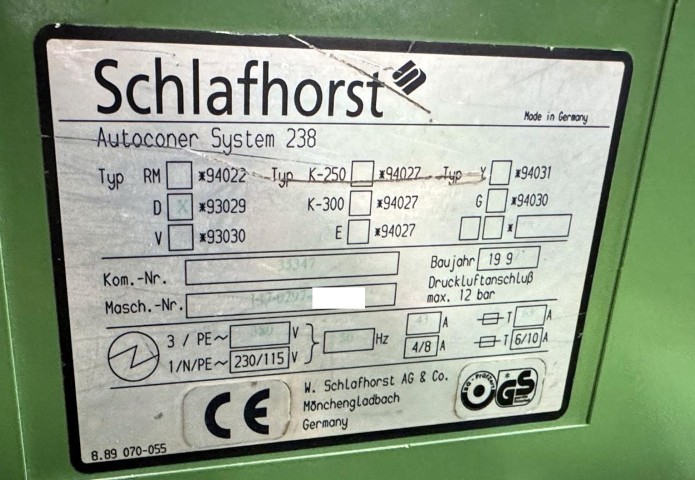 Schlafhorst
Made in Germany
Autoconer System 238
Typ RM *94022 Typ K-250 *94027 Typ Y *94031
D X *93029 K-300 *94027 G *94030
V *93030 E *94027 *
Kom.-Nr. 33347
Baujahr 19 9
Masch.-Nr.
Druckluftanschluß
max. 12 bar
3 / PE~ V Hz A T A
1/N/PE~ 230/115 V 4/8 A T 6/10 A
CE
W. Schlafhorst AG & Co.
Mönchengladbach
Germany
GS
8.89 070-055